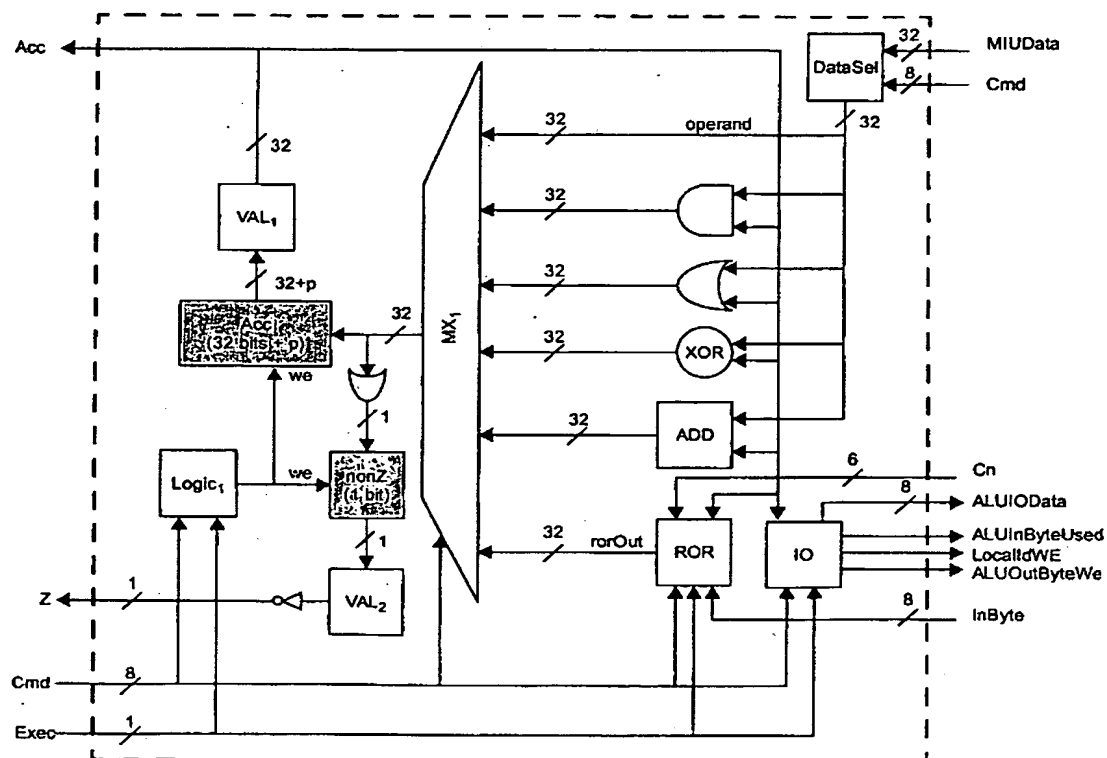 Acc
32
MIUData
DataSel
8
Cmd
32
32
operand
32
VAL1
32
32+p
32
Acc
(32 bits + p)
32
MX1
32
XOR
we
1
32
ADD
Logic1
we
nonZ
(1 bit)
6
Cn
8
ALUIOData
1
32
rorOut
ROR
IO
ALUInByteUsed
LocalIdWE
ALUOutByteWe
Z
1
VAL2
8
InByte
Cmd
8
Exec
1